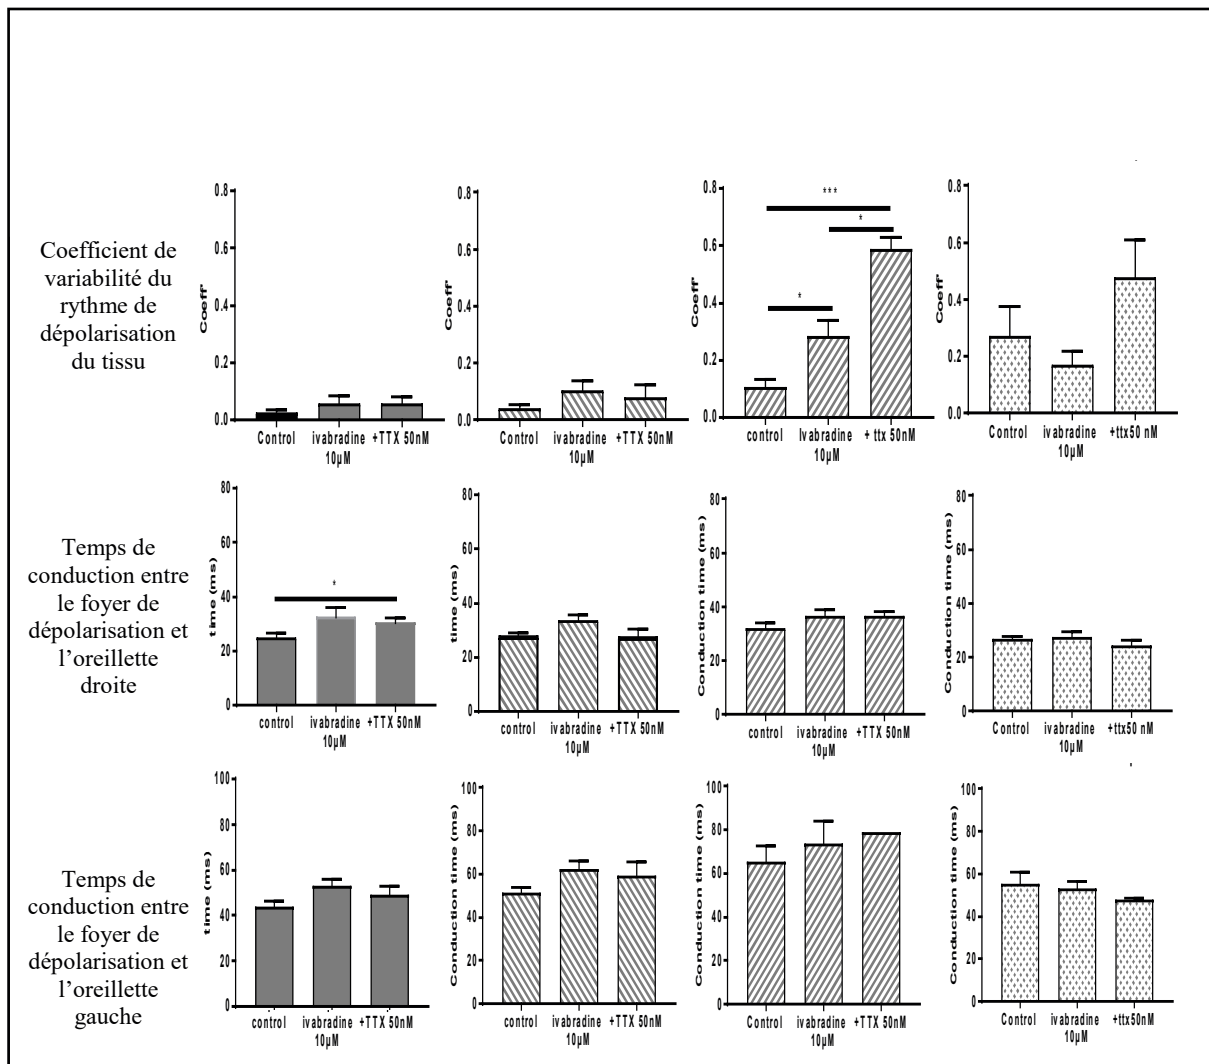 Coefficient de
variabilité du
rythme de
dépolarisation
du tissu
Coeff'
0.8
0.6
0.4
0.2
0.0
Control ivabradine +TTX 50nM
10µM
Coeff'
0.8
0.6
0.4
0.2
0.0
Control ivabradine +TTX 50nM
10µM
Coeff'
0.8
0.6
0.4
0.2
0.0
***
*
*
control Ivabradine + ttx 50nM
10µM
Coeff'
0.8
0.6
0.4
0.2
0.0
Control ivabradine +ttx50 nM
10µM
Temps de
conduction entre
le foyer de
dépolarisation et
l’oreillette
droite
time (ms)
80
60
40
20
0
*
control ivabradine +TTX 50nM
10µM
time (ms)
80
60
40
20
0
control ivabradine +TTX 50nM
10µM
Conduction time (ms)
80
60
40
20
0
control ivabradine +TTX 50nM
10µM
Conduction time (ms)
80
60
40
20
0
Control ivabradine +ttx50 nM
10µM
Temps de
conduction entre
le foyer de
dépolarisation et
l’oreillette
gauche
time (ms)
100
80
60
40
20
0
control ivabradine +TTX 50nM
10µM
Conduction time (ms)
100
80
60
40
20
0
control ivabradine +TTX 50nM
10µM
Conduction time (ms)
100
80
60
40
20
0
control ivabradine +TTX 50nM
10µM
Conduction time (ms)
100
80
60
40
20
0
Control ivabradine +ttx50nM
10µM